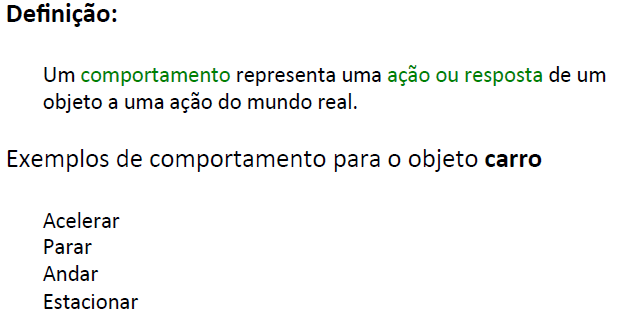 Definição:
Um comportamento representa uma ação ou resposta de um
objeto a uma ação do mundo real.
Exemplos de comportamento para o objeto carro
Acelerar
Parar
Andar
Estacionar